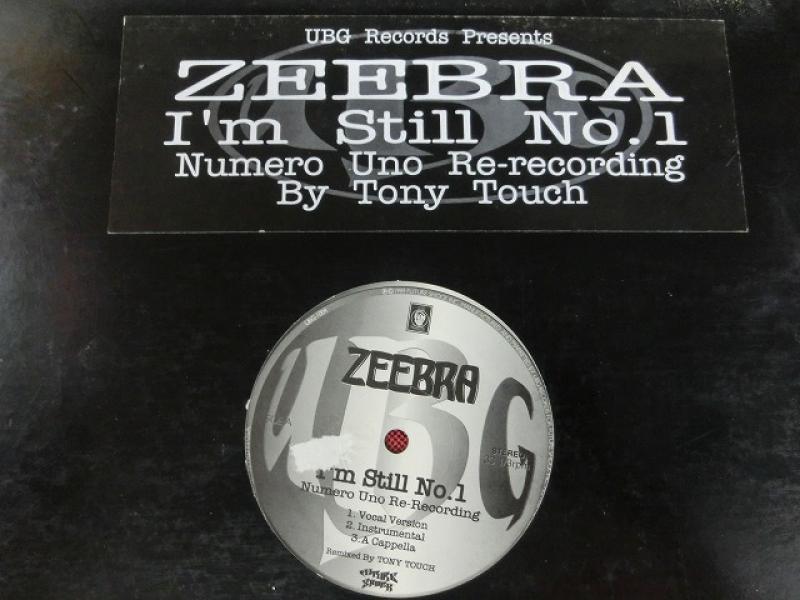 UBG Records Presents
ZEEBRA
I'm Still No.1
Numero Uno Re-recording
By Tony Touch
ZEEBRA
UBG
STEREO
I'm Still No.1
Numero Uno Re-Recording
1. Vocal Version
2. Instrumental
3. A Cappella
Remixed By TONY TOUCH